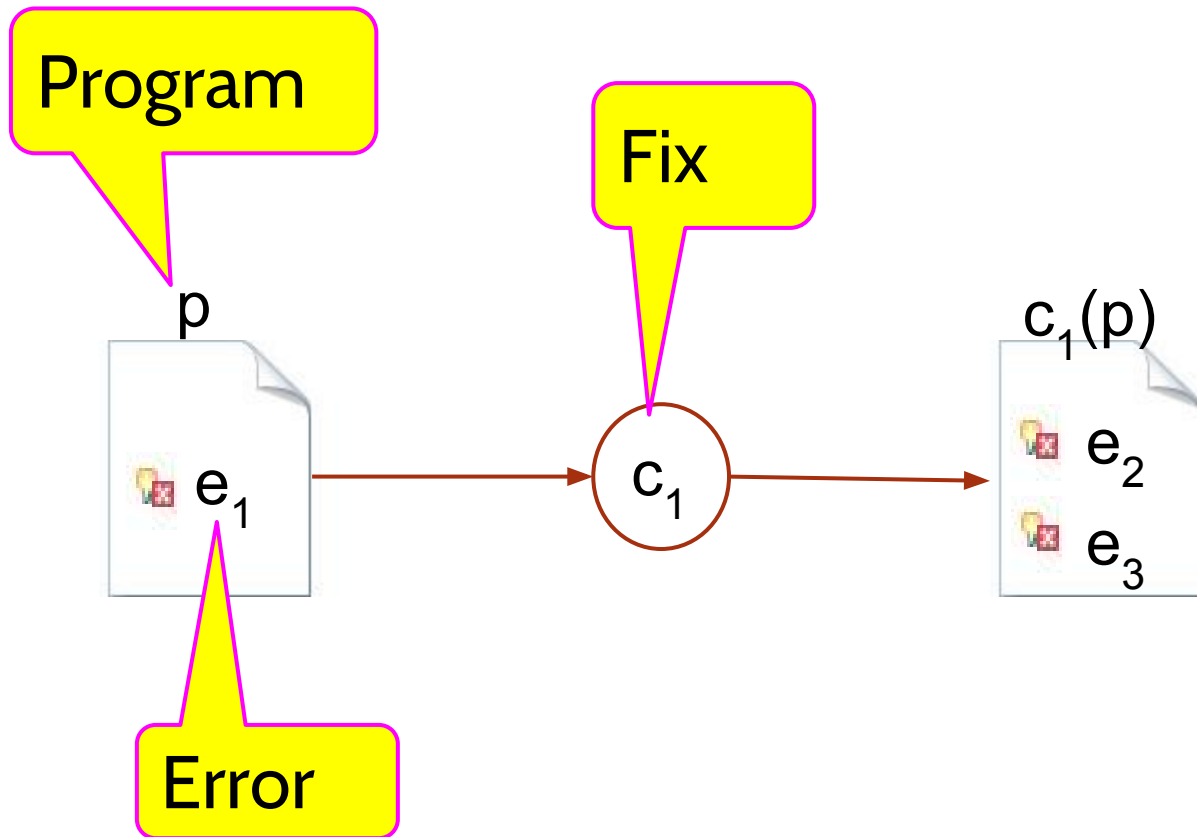 Program
Fix
p
c₁(p)
e₁
c₁
e₂
e₃
Error